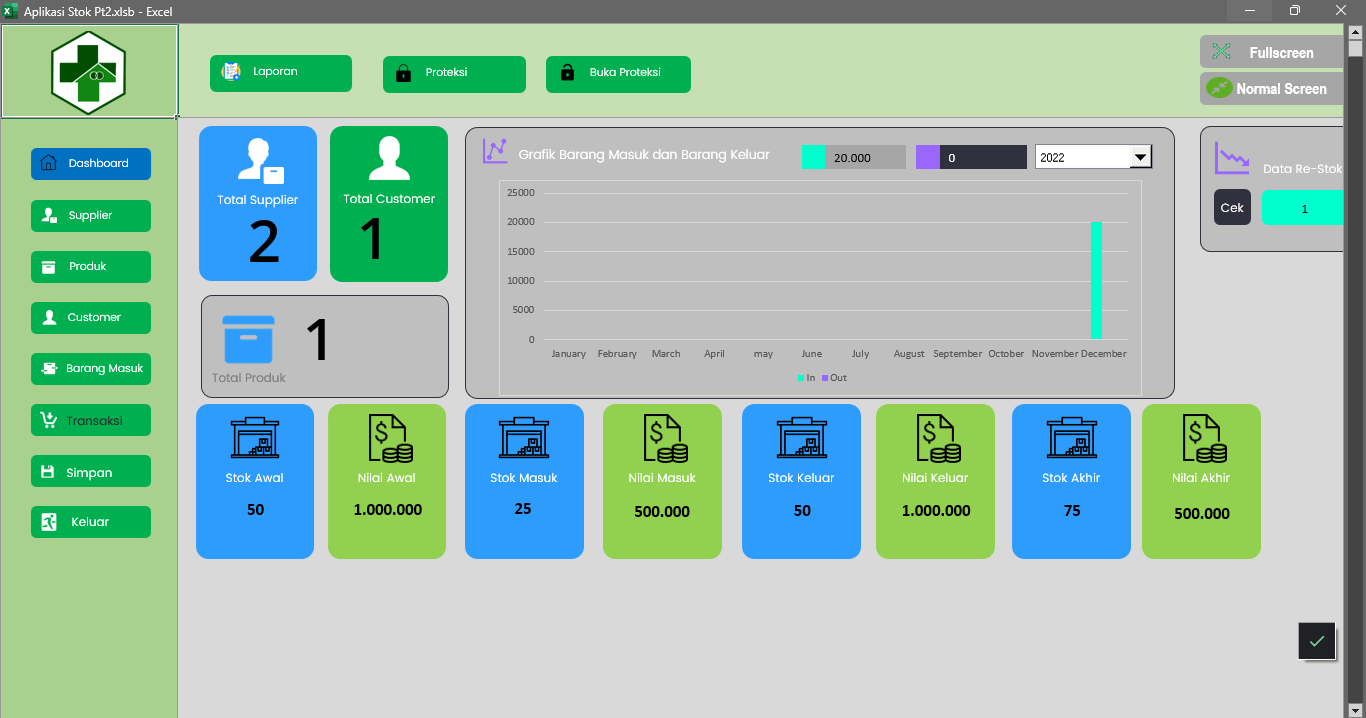 Aplikasi Stok Pt2.xlsb - Excel
Laporan
Proteksi
Buka Proteksi
Fullscreen
Normal Screen
Dashboard
Supplier
Produk
Customer
Barang Masuk
Transaksi
Simpan
Keluar
Total Supplier
2
Total Customer
1
1
Total Produk
Grafik Barang Masuk dan Barang Keluar
20.000
0
2022
25000
20000
15000
10000
5000
0
January February March April may June July August September October November December
In Out
Data Re-Stok
Cek
1
Stok Awal
50
Nilai Awal
1.000.000
Stok Masuk
25
Nilai Masuk
500.000
Stok Keluar
50
Nilai Keluar
1.000.000
Stok Akhir
75
Nilai Akhir
500.000